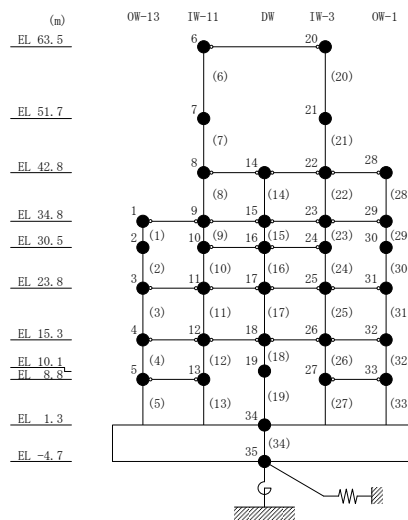 (m) OW-13 IW-11 DW IW-3 OW-1
EL 63.5 6 20
(6) (20)
EL 51.7 7 21
(7) (21)
EL 42.8 8 14 22 28
(8) (14) (22) (28
EL 34.8 1 9 15 23 29
(1) (9) (15) (23) (29
EL 30.5 2 10 16 24 30
(2) (10) (16) (24) (30
EL 23.8 3 11 17 25 31
(3) (11) (17) (25) (31
EL 15.3 4 12 18 26 32
(4) (12) (18) (26) (32
EL 10.1 19
EL 8.8 5 13 27 33
(5) (13) (19) (27) (33
EL 1.3 34
(34)
EL -4.7 35